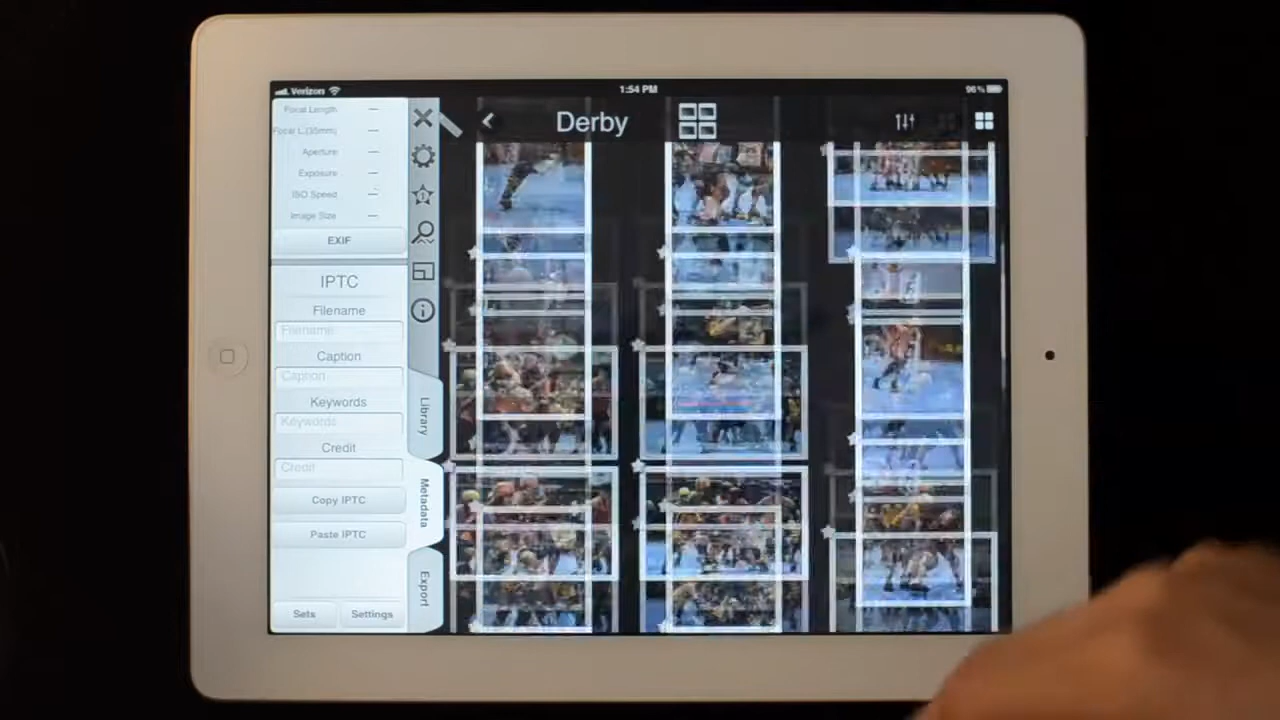 Verizon
1:54 PM
96%
Focal Length
Focal L.(35mm)
Aperture
Exposure
ISO Speed
Image Size
EXIF
IPTC
Filename
Filename
Caption
Caption
Keywords
Keywords
Credit
Credit
Copy IPTC
Paste IPTC
Sets
Settings
Library
Metadata
Export
Derby